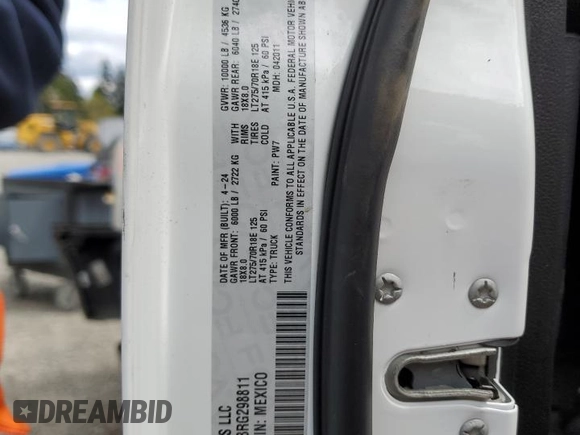 DATE OF MFR (BUILT): 4-24 GVWR: 10000 LB / 4536 KG
GAWR FRONT: 6000 LB / 2722 KG WITH GAWR REAR: 6040 LB /
18X8.0 RIMS 18X8.0
LT275/70R18E 125 TIRES LT275/70R18E 125
AT 415 kPa / 60 PSI COLD AT 415 kPa / 60 PSI
TYPE: TRUCK PAINT: PW7 MDH: 042011
THIS VEHICLE CONFORMS TO ALL APPLICABLE U.S.A. FEDERAL MOTOR
STANDARDS IN EFFECT ON THE DATE OF MANUFACTURE SHOWN
LLC
RG298811
MEXICO
DREAMBID